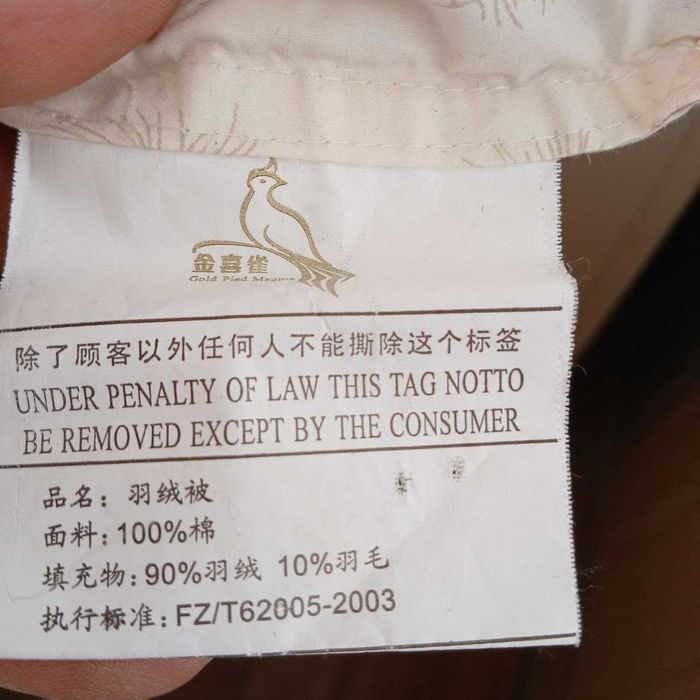 金喜雀
Gold Pied Magpie
除了顾客以外任何人不能撕除这个标签
UNDER PENALTY OF LAW THIS TAG NOTTO
BE REMOVED EXCEPT BY THE CONSUMER
品名：羽绒被
面料：100%棉
填充物：90%羽绒 10%羽毛
执行标准：FZ/T62005-2003